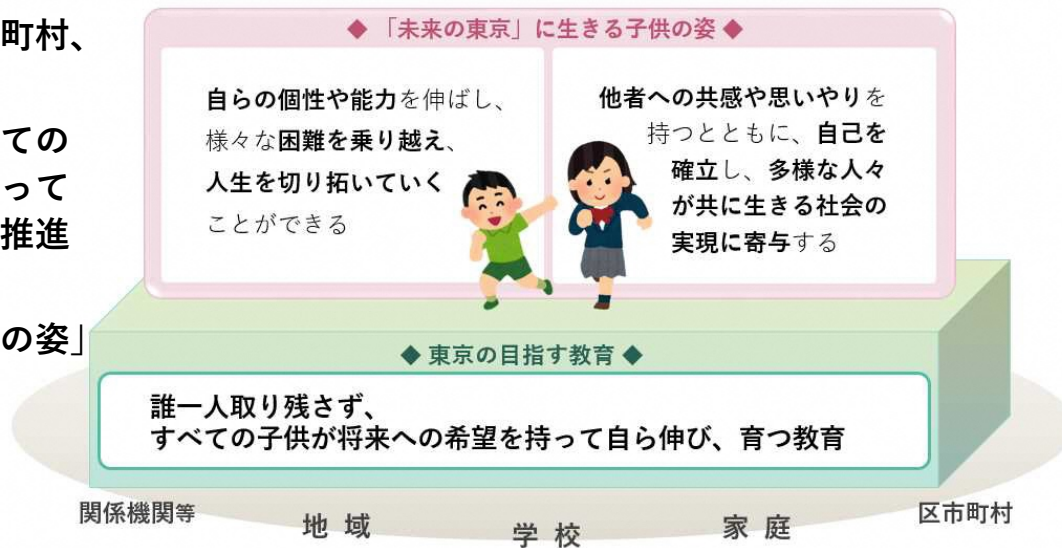 町村、
ての
って
推進
の姿」
◆ 「未来の東京」に生きる子供の姿 ◆
自らの個性や能力を伸ばし、
様々な困難を乗り越え、
人生を切り拓いていく
ことができる
他者への共感や思いやりを
持つとともに、自己を
確立し、多様な人々
が共に生きる社会の
実現に寄与する
◆ 東京の目指す教育 ◆
誰一人取り残さず、
すべての子供が将来への希望を持って自ら伸び、育つ教育
関係機関等
地 域
学 校
家 庭
区市町村